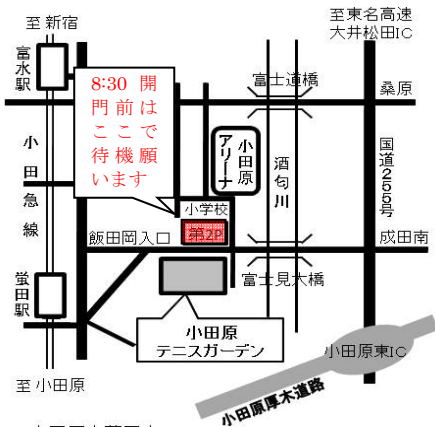 至新宿
至東名高速
大井松田IC
富水駅
8:30 開
門前は
ここで
待機願
います
富士道橋
桑原
小田原
アリーナ
小田急線
酒匂川
国道255号
小学校
第2P
飯田岡入口
成田南
富士見大橋
蛍田駅
小田原
テニスガーデン
小田原東IC
至小田原
小田原厚木道路